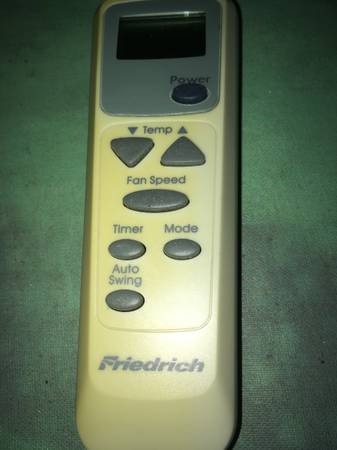 Power
▼ Temp ▲
Fan Speed
Timer Mode
Auto
Swing
Friedrich